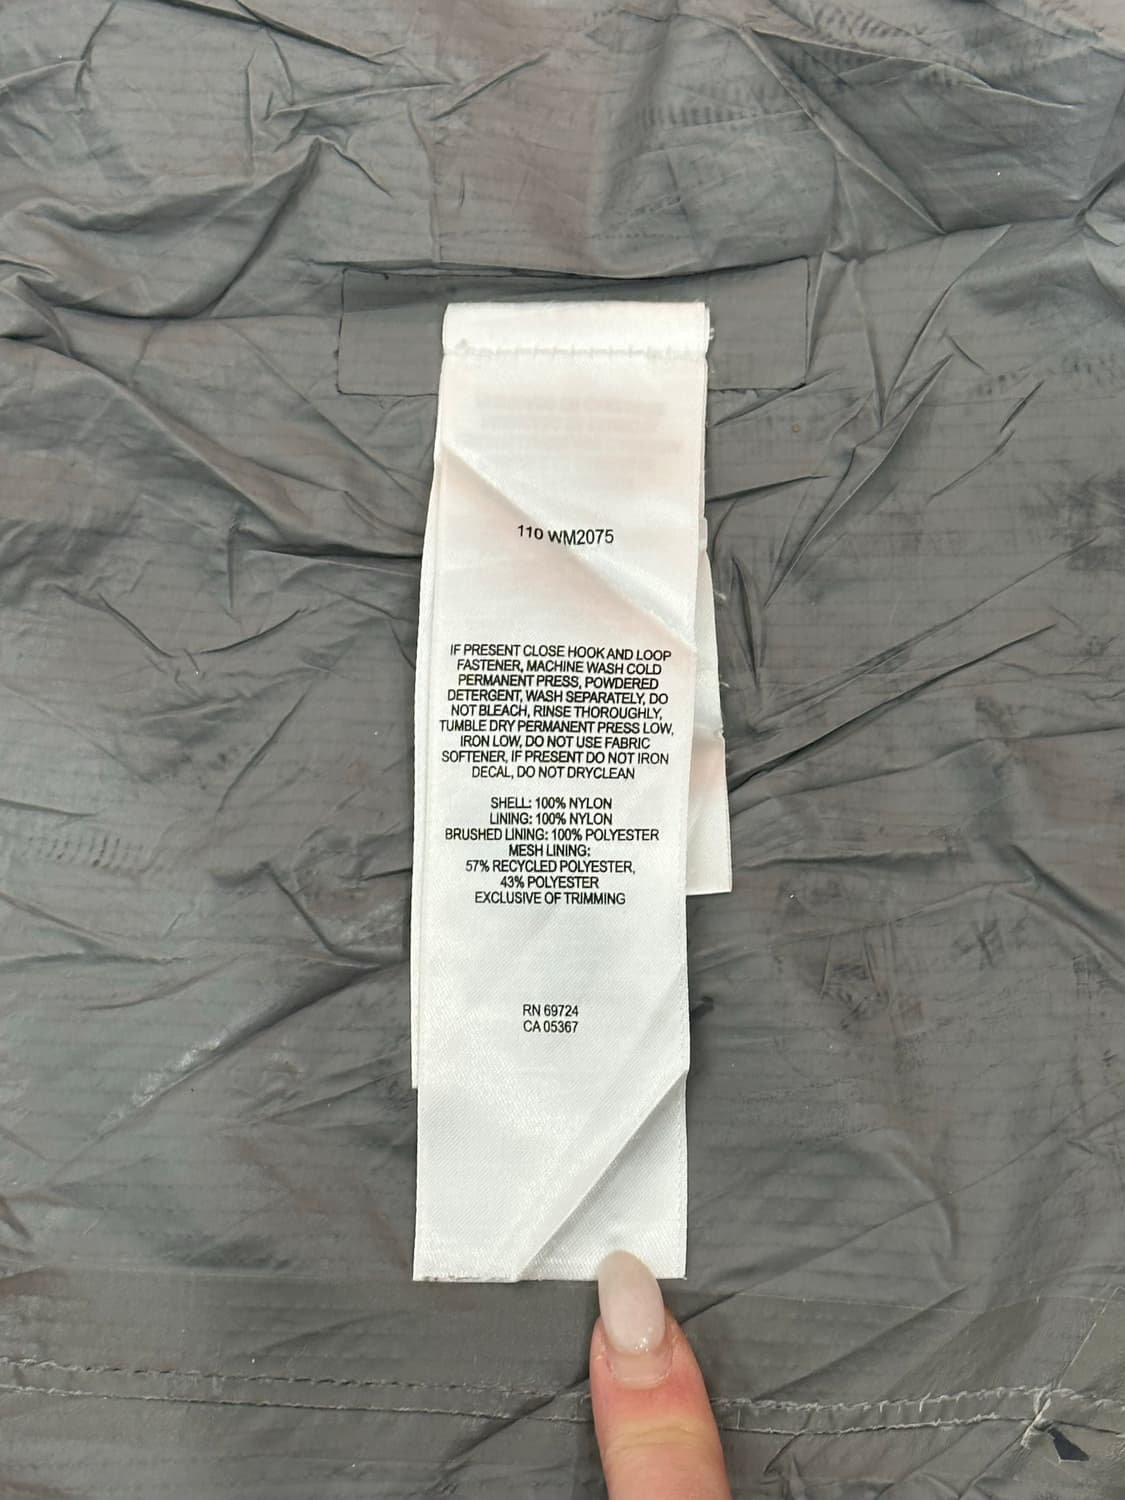 110 WM2075
IF PRESENT CLOSE HOOK AND LOOP
FASTENER, MACHINE WASH COLD
PERMANENT PRESS, POWDERED
DETERGENT, WASH SEPARATELY, DO
NOT BLEACH, RINSE THOROUGHLY,
TUMBLE DRY PERMANENT PRESS LOW,
IRON LOW, DO NOT USE FABRIC
SOFTENER, IF PRESENT DO NOT IRON
DECAL, DO NOT DRYCLEAN
SHELL: 100% NYLON
LINING: 100% NYLON
BRUSHED LINING: 100% POLYESTER
MESH LINING:
57% RECYCLED POLYESTER,
43% POLYESTER
EXCLUSIVE OF TRIMMING
RN 69724
CA 05367